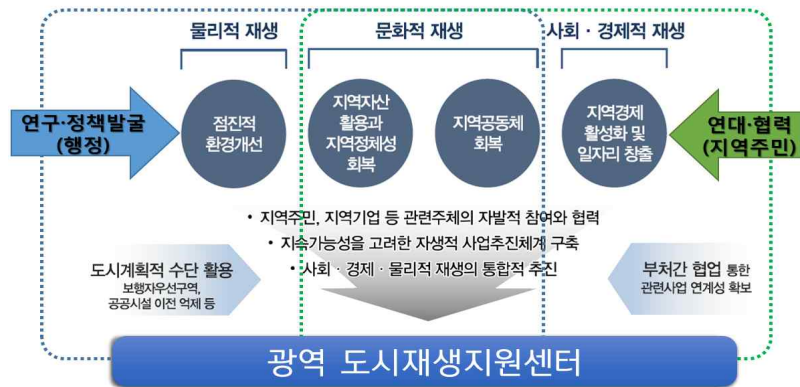 물리적 재생
문화적 재생
사회 · 경제적 재생
연구·정책발굴
(행정)
점진적
환경개선
지역자산
활용과
지역정체성
회복
지역공동체
회복
지역경제
활성화 및
일자리 창출
연대·협력
(지역주민)
• 지역주민, 지역기업 등 관련주체의 자발적 참여와 협력
• 지속가능성을 고려한 자생적 사업추진체계 구축
• 사회 · 경제 · 물리적 재생의 통합적 추진
도시계획적 수단 활용
보행자우선구역,
공공시설 이전 억제 등
부처간 협업 통한
관련사업 연계성 확보
광역 도시재생지원센터